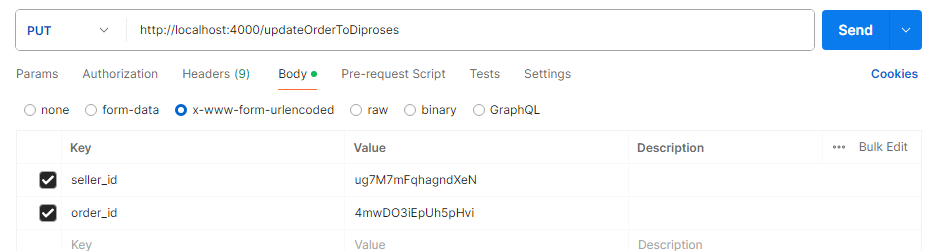 PUT http://localhost:4000/updateOrderToDiproses Send
Params Authorization Headers (9) Body Pre-request Script Tests Settings Cookies
none form-data x-www-form-urlencoded raw binary GraphQL
Key Value Description Bulk Edit
seller_id ug7M7mFqhagndXeN
order_id 4mwDO3iEpUh5pHvi
Key Value Description